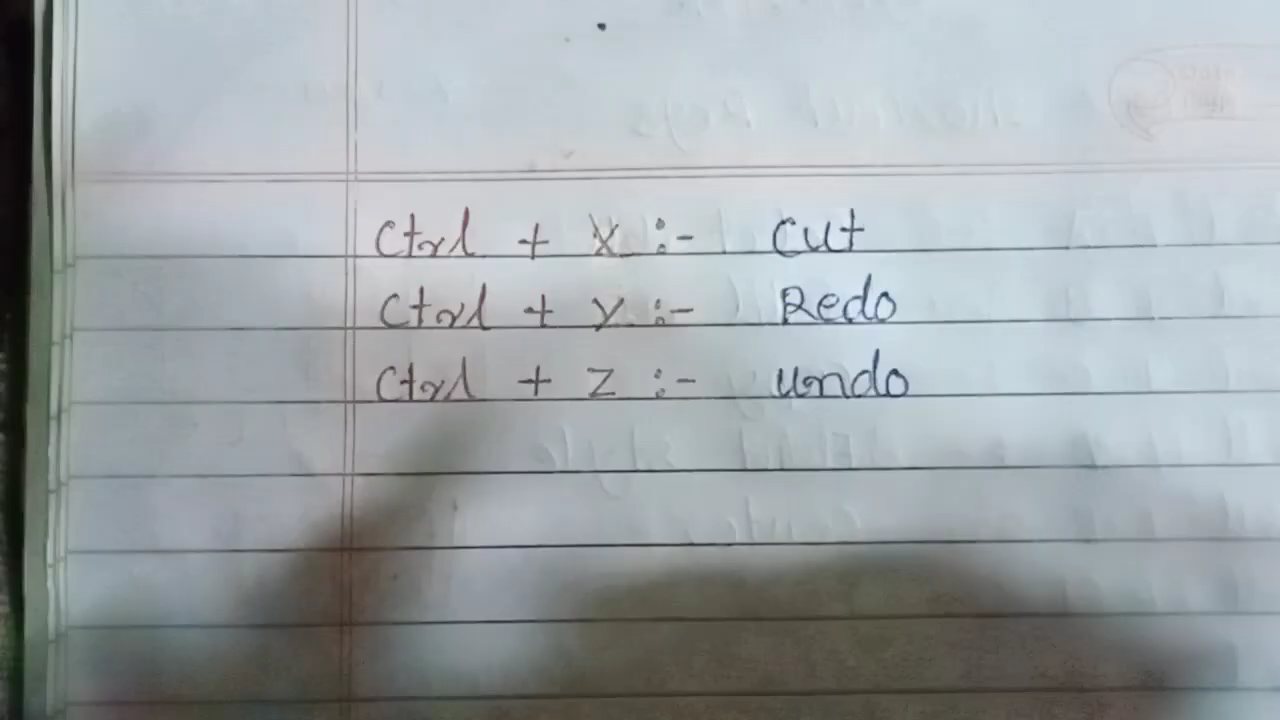 Ctrl + X :- Cut
Ctrl + y :- Redo
Ctrl + z :- undo